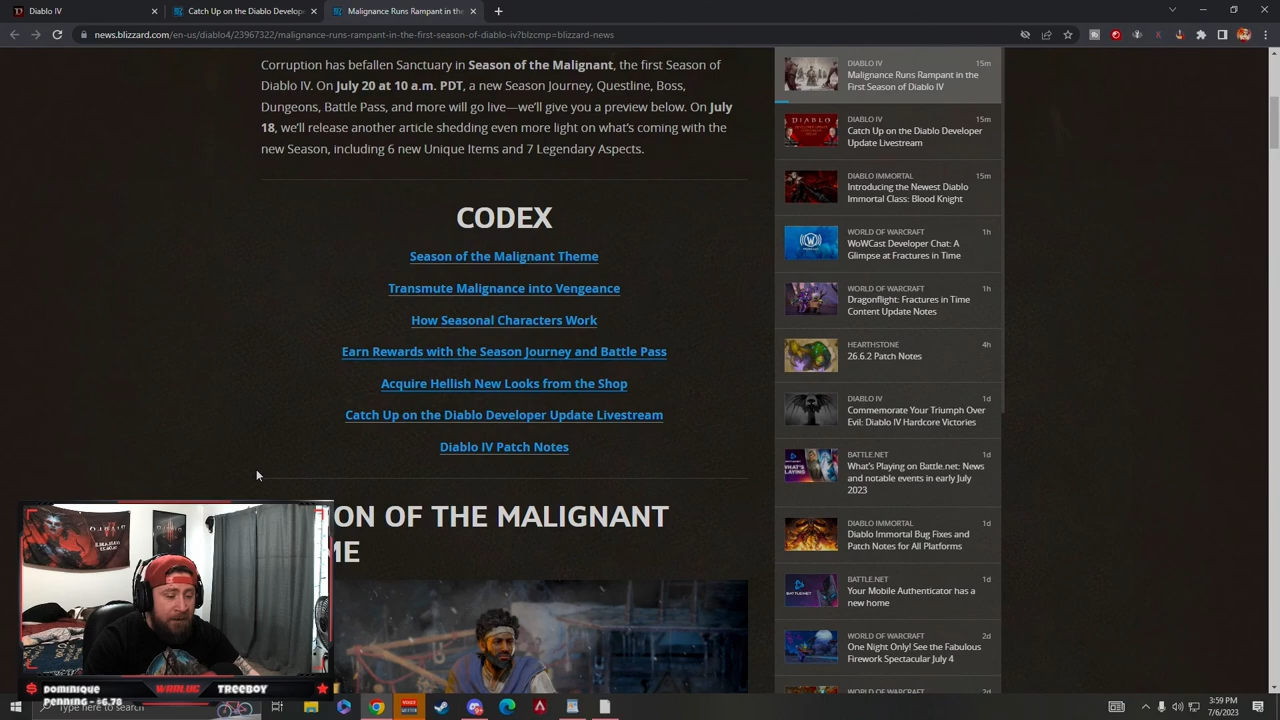 Diablo IV
Catch Up on the Diablo Develope
Malignance Runs Rampant in the
news.blizzard.com/en-us/diablo4/23967322/malignance-runs-rampant-in-the-first-season-of-diablo-iv?blzcmp=blizzard-news
Corruption has befallen Sanctuary in Season of the Malignant, the first Season
of Diablo IV. On July 20 at 10 a.m. PDT, a new Season, Questline, Boss,
Dungeons, Battle Pass, and more will go live—we'll give you a preview below. On July
18, we'll release another article shedding even more light on what's coming with the
new Season, including 6 new Unique Items and 7 Legendary Aspects.
CODEX
Season of the Malignant Theme
Transmute Malignance into Vengeance
How Seasonal Characters Work
Earn Rewards with the Season Journey and Battle Pass
Acquire Hellish New Looks from the Shop
Catch Up on the Diablo Developer Update Livestream
Diablo IV Patch Notes
ON OF THE MALIGNANT
ME
DIABLO IV 15m
Malignance Runs Rampant in the
First Season of Diablo IV
DIABLO IV 15m
Catch Up on the Diablo Developer
Update Livestream
DIABLO IMMORTAL 15m
Introducing the Newest Diablo
Immortal Class: Blood Knight
WORLD OF WARCRAFT 1h
WoWCast Developer Chat: A
Glimpse at Fractures in Time
WORLD OF WARCRAFT 1h
Dragonflight: Fractures in Time
Content Update Notes
HEARTHSTONE 4h
26.6.2 Patch Notes
DIABLO IV 1d
Commemorate Your Triumph Over
Evil: Diablo IV Hardcore Victories
BATTLE.NET 1d
What's Playing on Battle.net: News
and notable events in early July
2023
DIABLO IMMORTAL 1d
Diablo Immortal Bug Fixes and
Patch Notes for All Platforms
BATTLE.NET 1d
Your Mobile Authenticator has a
new home
WORLD OF WARCRAFT 2d
One Night Only! See the Fabulous
Firework Spectacular July 4
WORLD OF WARCRAFT 2d
DIABLO
dominique
penning - $6.78
WARLUC TREEBOY
Type here to search
3:59 PM
7/6/2023